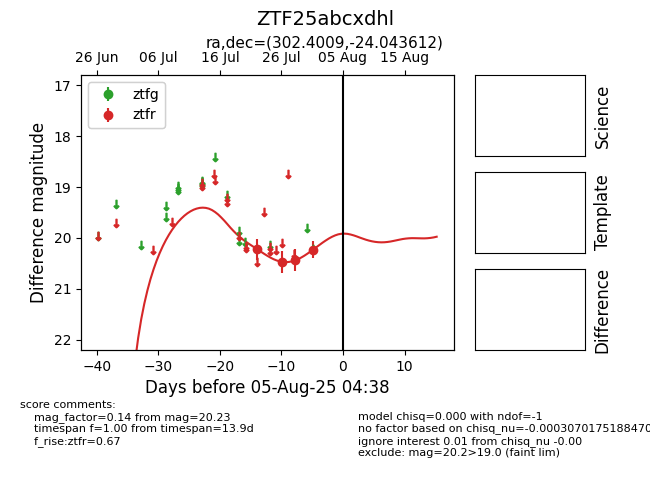 ZTF25abcxdhl
ra,dec=(302.4009,-24.043612)
26 Jun 06 Jul 16 Jul 26 Jul 05 Aug 15 Aug
ztfg
ztfr
17
18
19
20
21
22
Difference magnitude
−40 −30 −20 −10 0 10
Days before 05-Aug-25 04:38
Science
Template
Difference
score comments:
mag_factor=0.14 from mag=20.23
timespan f=1.00 from timespan=13.9d
f_rise:ztfr=0.67
model chisq=0.000 with ndof=-1
no factor based on chisq_nu=-0.0003070175188470
ignore interest 0.01 from chisq_nu -0.00
exclude: mag=20.2>19.0 (faint lim)